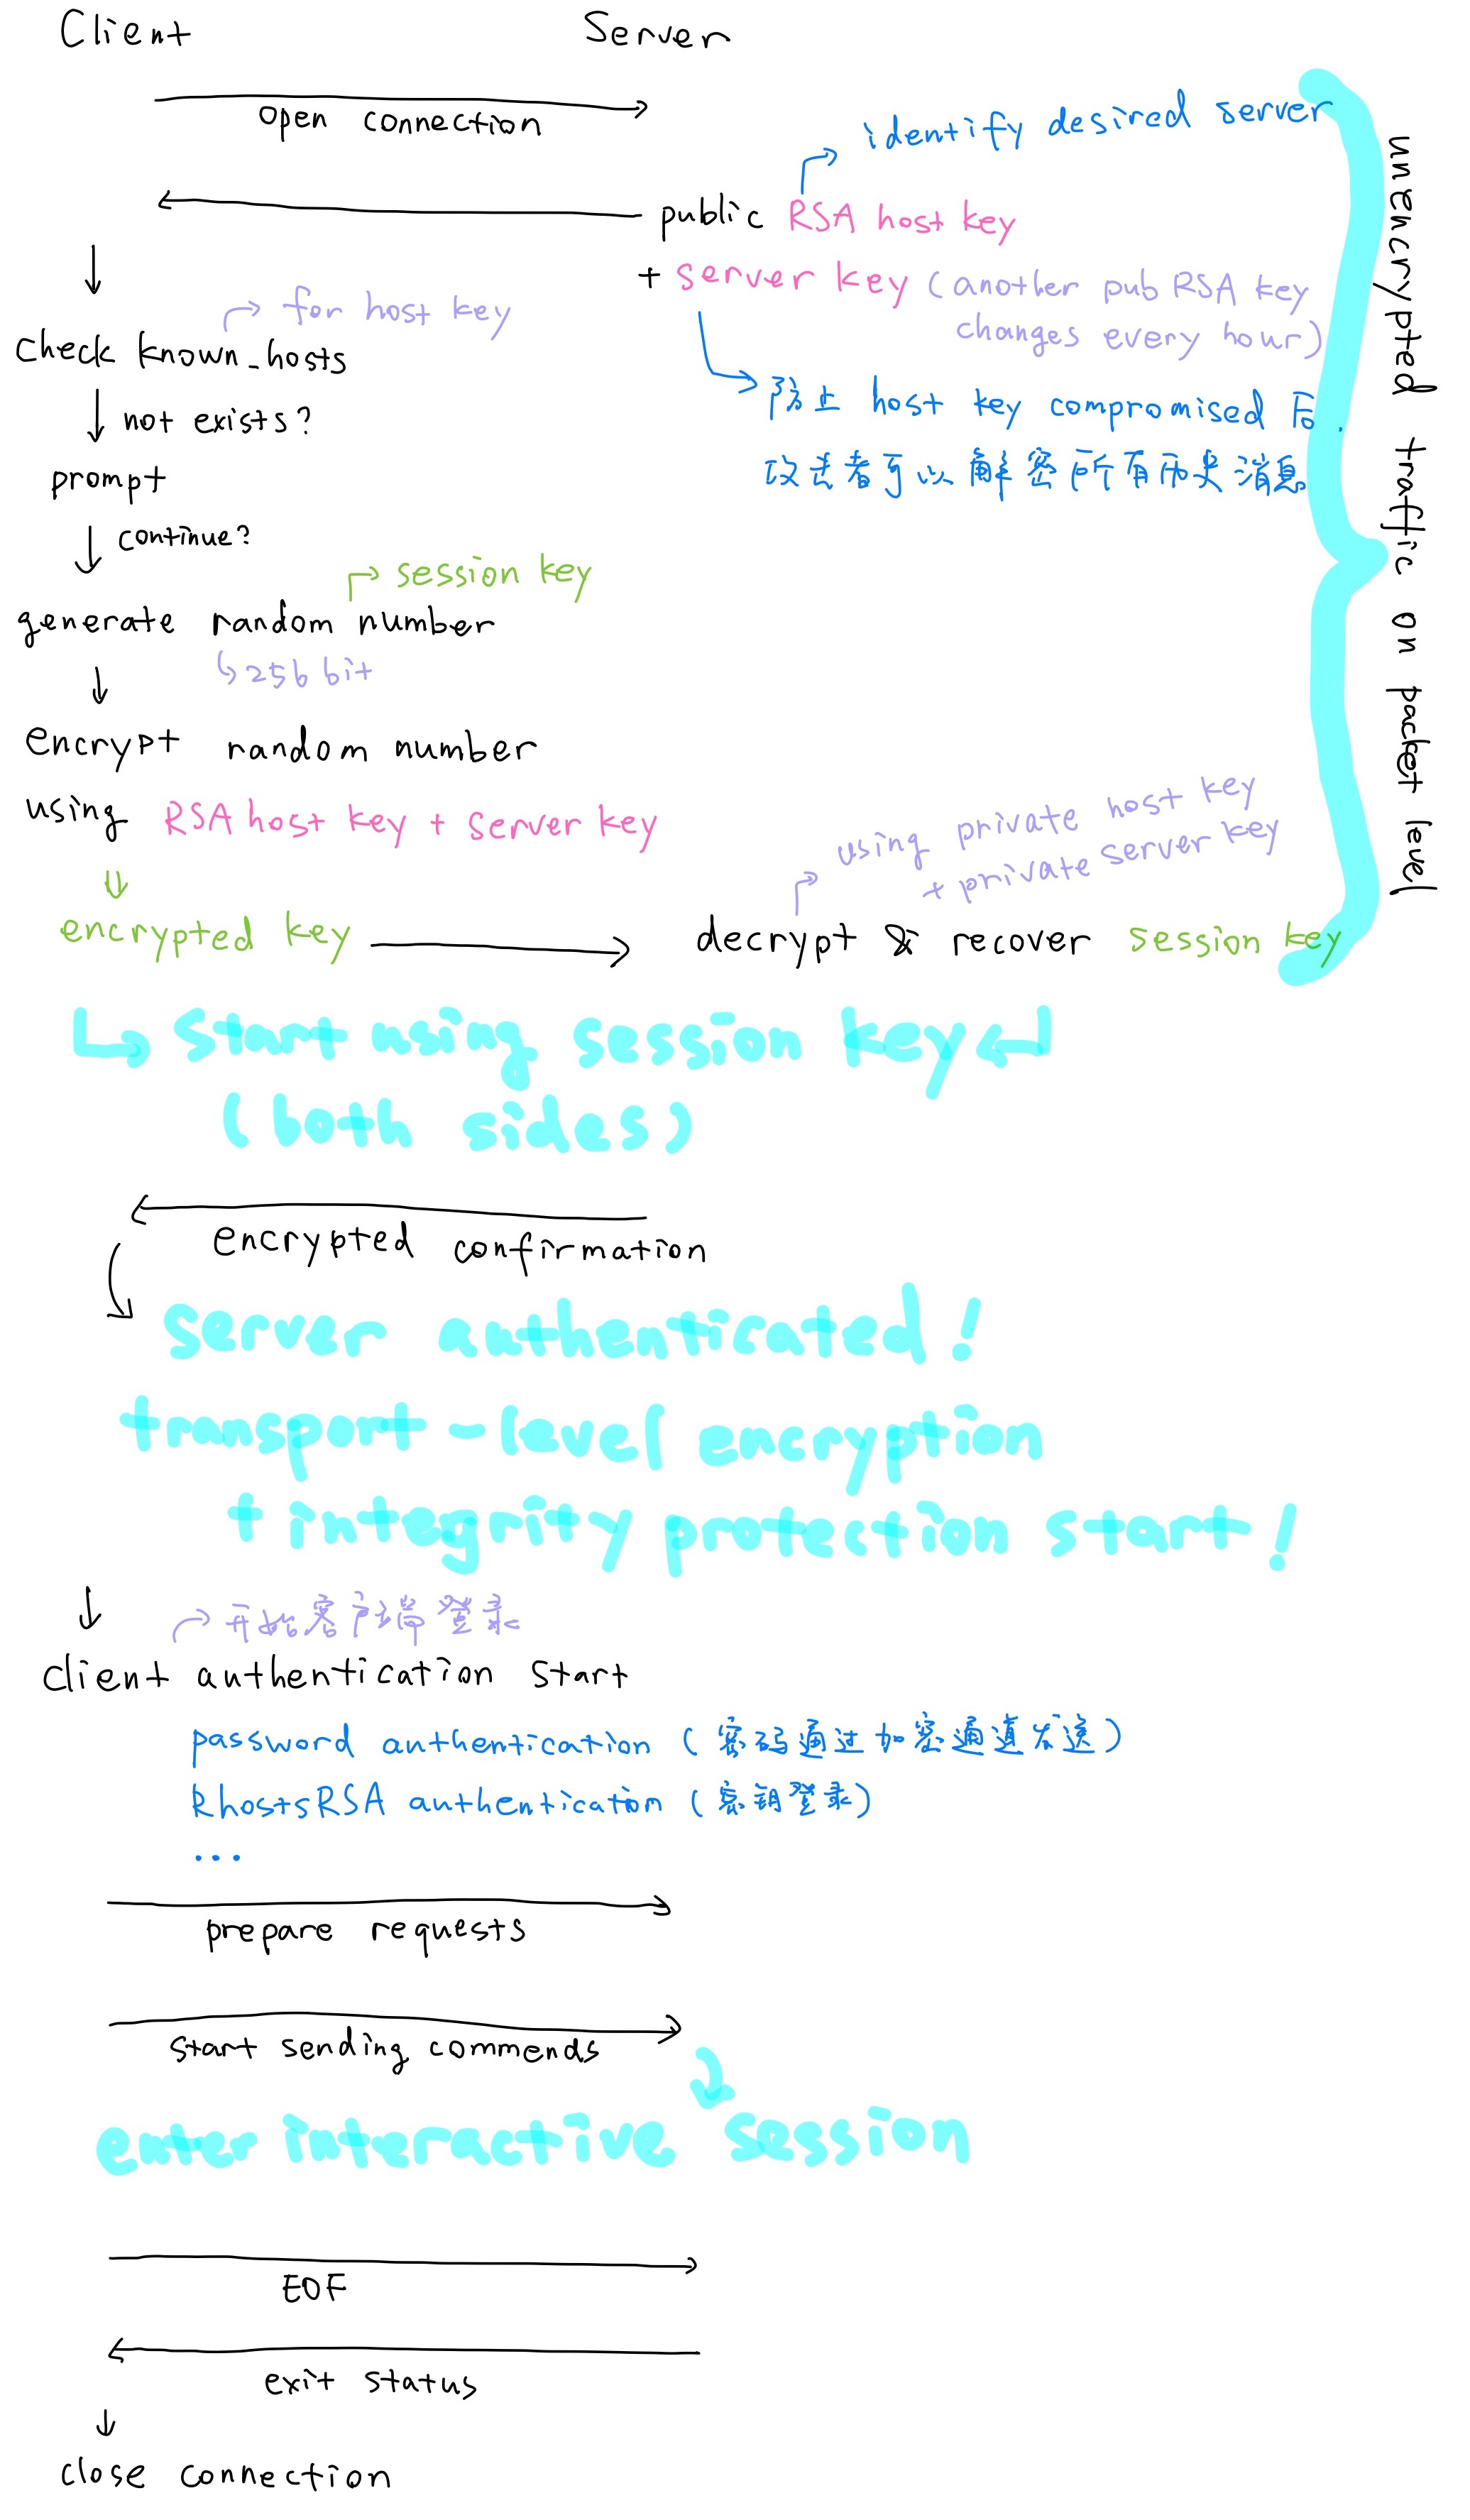 Client
Server
open connection
identify desired server
public RSA host key
+ server key (another pub RSA key
changes every hour)
for host key
check known_hosts
防止 host key compromised 后,
攻击者可以解密所有历史消息
not exists?
prompt
continue?
session key
generate random number
256 bit
encrypt random number
using RSA host key + server key
using private host key
+ private server key
encrypted key
decrypt & recover session key
unencrypted traffic on packet level
start using session key
(both sides)
encrypted confirmation
server authenticated!
transport-level encryption
+ integrity protection start!
开始客户端登录
client authentication start
password authentication (密码通过加密通道发送)
RhostsRSA authentication (密钥登录)
...
prepare requests
start sending commends
enter interactive session
EOF
exit status
close connection